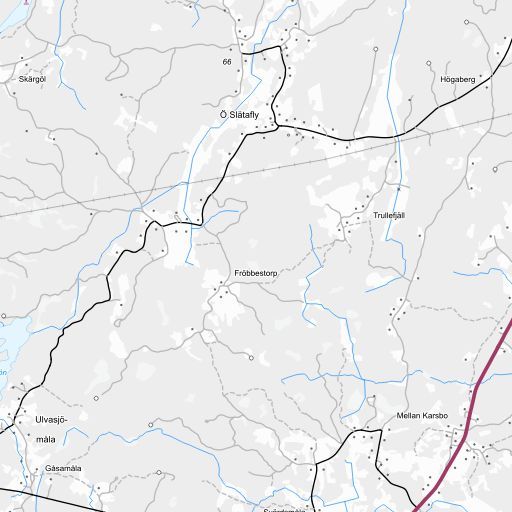 66
Skärgöl
Högaberg
Ö Slätafly
Trullefjäll
Fröbbestorp
Mellan Karsbo
Ulvasjö-
måla
Gåsamåla